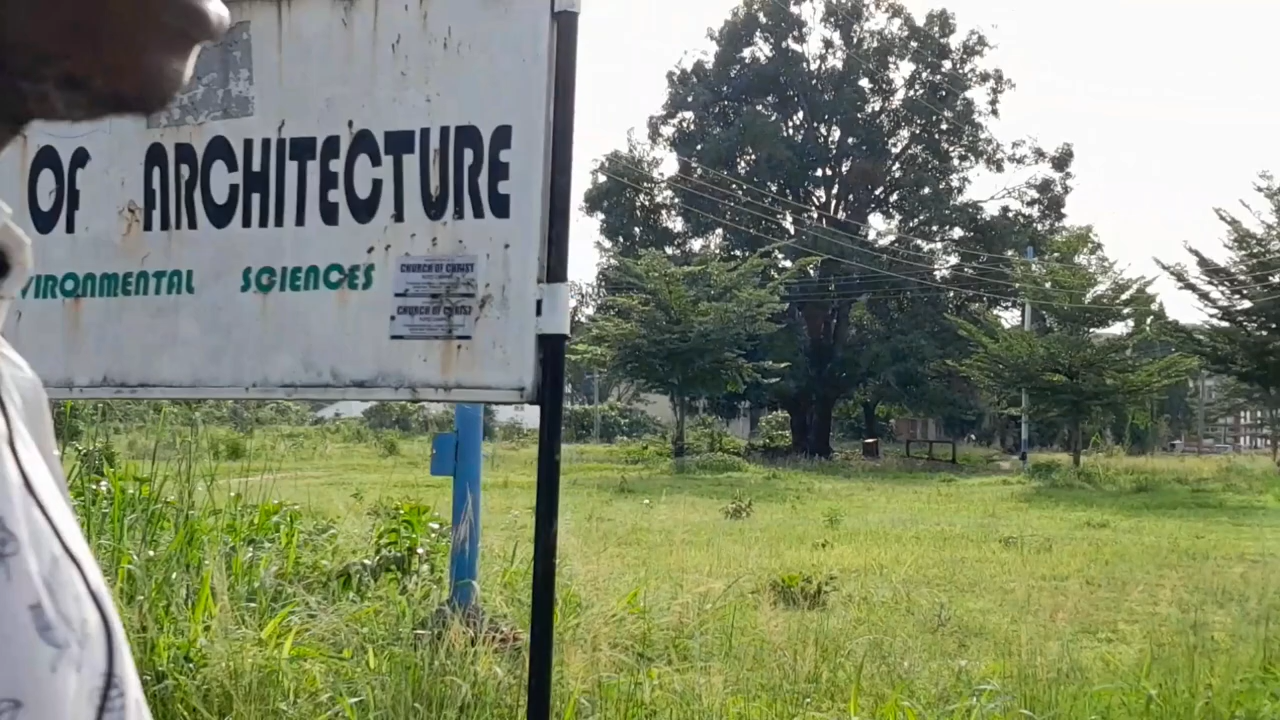 OF ARCHITECTURE
VIRONMENTAL SCIENCES
CHURCH OF CHRIST
CHURCH OF CHRIST